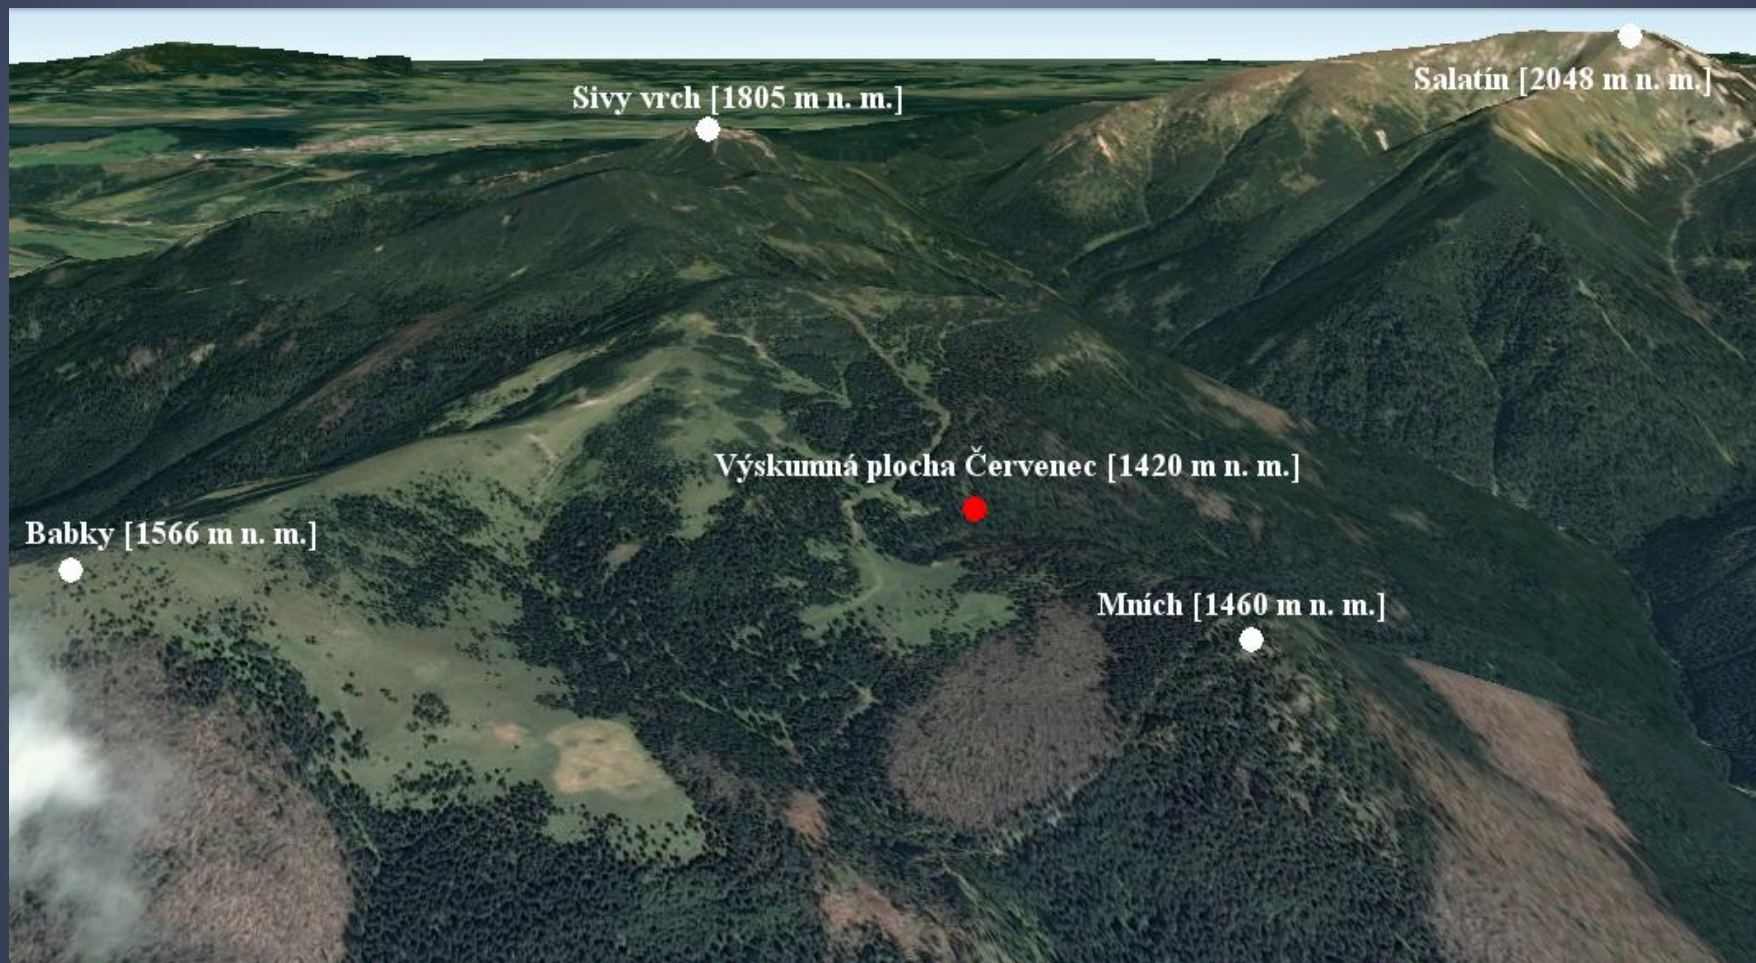 Salatín [2048 m n. m.]
Sivy vrch [1805 m n. m.]
Výskumná plocha Červenec [1420 m n. m.]
Babky [1566 m n. m.]
Mních [1460 m n. m.]